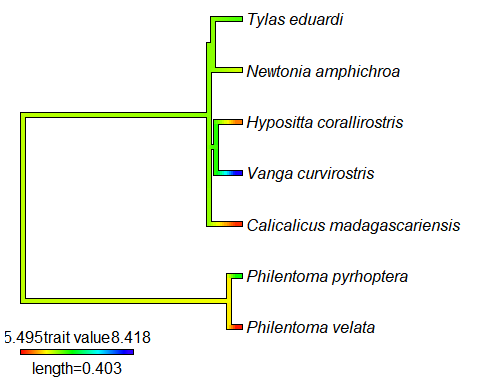 Tylas eduardi
Newtonia amphichroa
Hypositta corallirostris
Vanga curvirostris
Calicalicus madagascariensis
Philentoma pyrhoptera
Philentoma velata
5.495trait value8.418
length=0.403